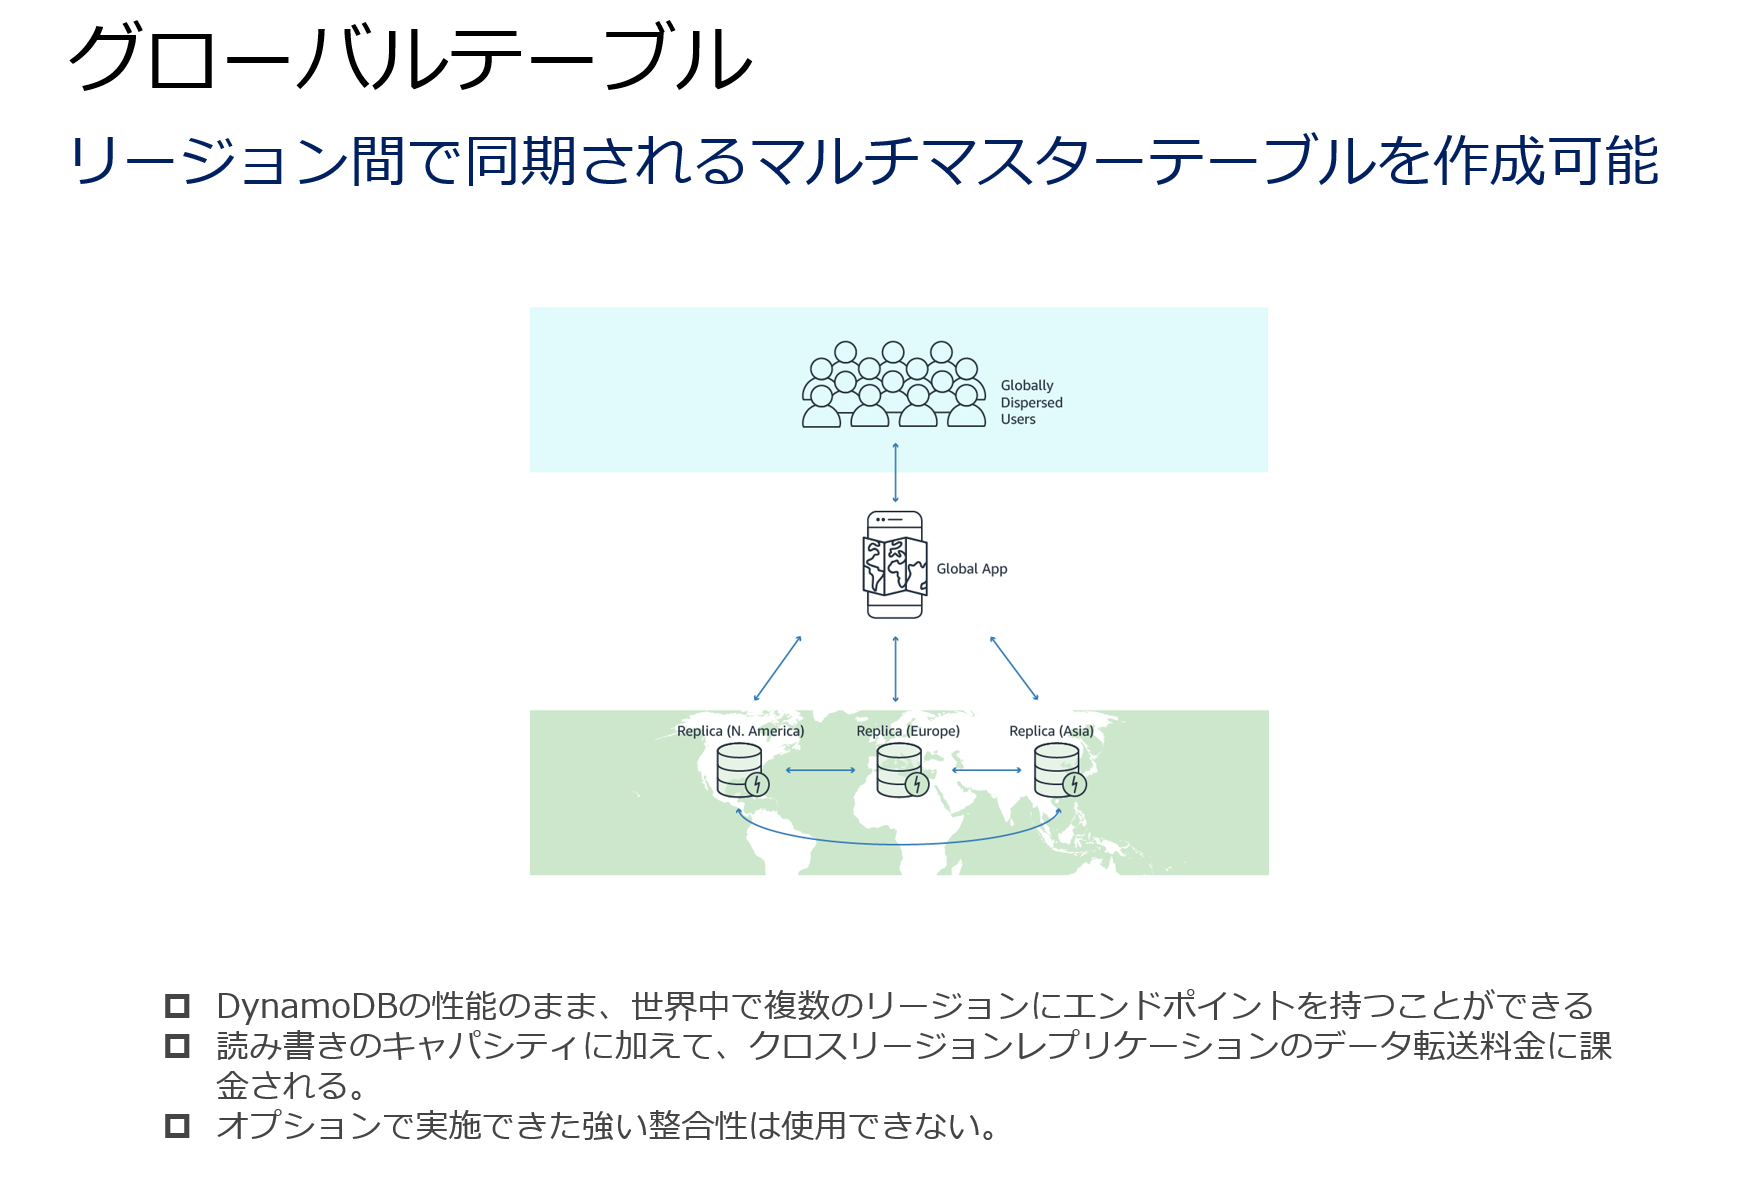 グローバルテーブル
リージョン間で同期されるマルチマスターテーブルを作成可能
Globally
Dispersed
Users
Global App
Replica (N. America)
Replica (Europe)
Replica (Asia)
DynamoDBの性能のまま、世界中で複数のリージョンにエンドポイントを持つことができる
読み書きのキャパシティに加えて、クロスリージョンレプリケーションのデータ転送料金に課
金される。
オプションで実施できた強い整合性は使用できない。